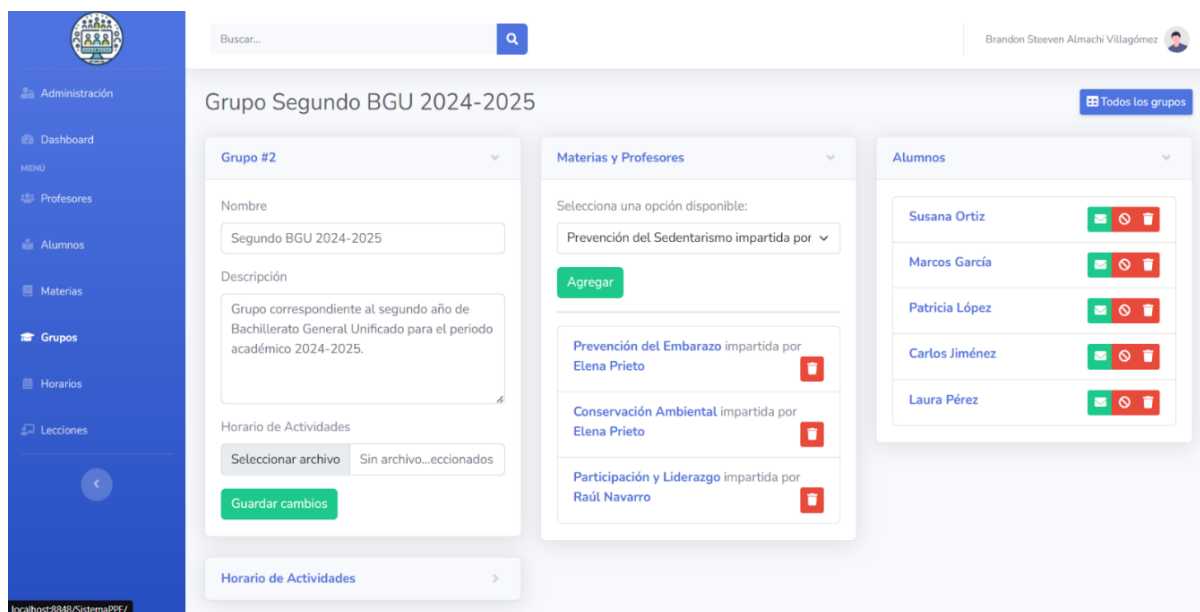 Buscar...
Brandon Steeven Almachi Villagómez
Administración
Dashboard
MENÚ
Profesores
Alumnos
Materias
Grupos
Horarios
Lecciones
localhost:8848/SistemaPPE/
Grupo Segundo BGU 2024-2025
Todos los grupos
Grupo #2
Nombre
Segundo BGU 2024-2025
Descripción
Grupo correspondiente al segundo año de
Bachillerato General Unificado para el periodo
académico 2024-2025.
Horario de Actividades
Seleccionar archivo Sin archivo...eccionados
Guardar cambios
Horario de Actividades
Materias y Profesores
Selecciona una opción disponible:
Prevención del Sedentarismo impartida por
Agregar
Prevención del Embarazo impartida por
Elena Prieto
Conservación Ambiental impartida por
Elena Prieto
Participación y Liderazgo impartida por
Raúl Navarro
Alumnos
Susana Ortiz
Marcos García
Patricia López
Carlos Jiménez
Laura Pérez